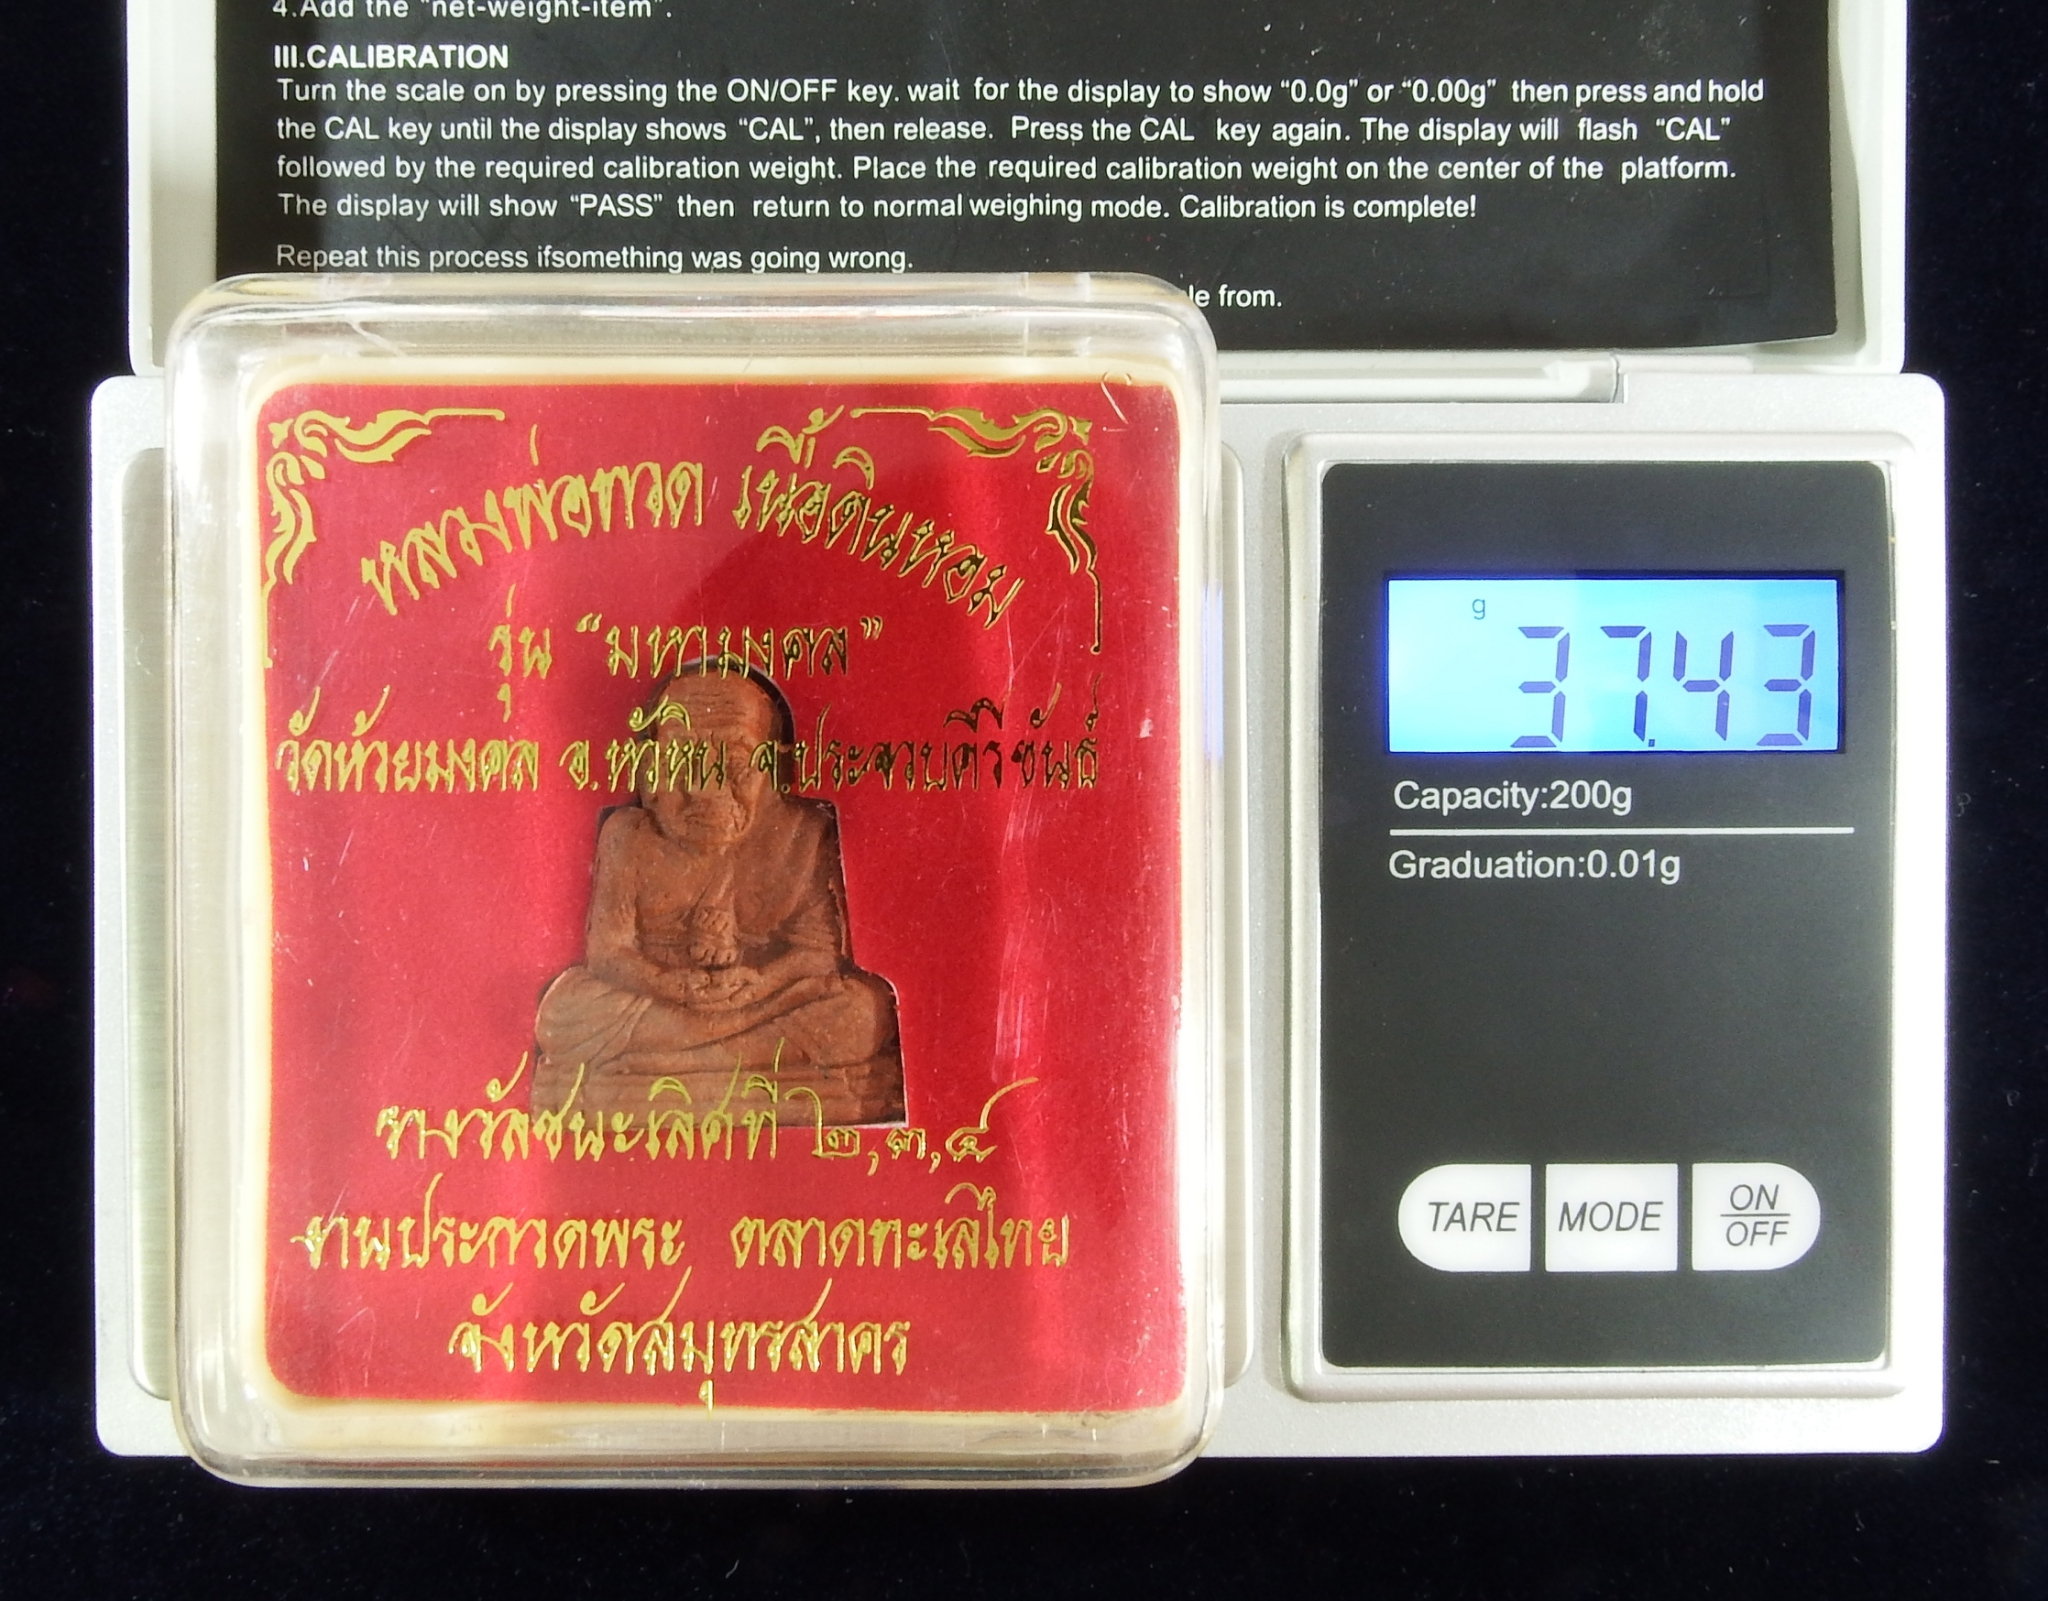 4.Add the “net-weight-item”.
III.CALIBRATION
Turn the scale on by pressing the ON/OFF key. wait for the display to show “0.0g” or “0.00g” then press and hold
the CAL key until the display shows “CAL”, then release. Press the CAL key again. The display will flash “CAL”
followed by the required calibration weight. Place the required calibration weight on the center of the platform.
The display will show “PASS” then return to normal weighing mode. Calibration is complete!
Repeat this process ifsomething was going wrong.
from.
หลวงพ่อทวด เนื้อดินหอม
รุ่น “มหามงคล”
วัดห้วยมงคล อ.หัวหิน จ.ประจวบคีรีขันธ์
รางวัลชนะเลิศที่ ๒,๓,๔
งานประกวดพระ ตลาดทะเลไทย
จังหวัดสมุทรสาคร
g
37.43
Capacity:200g
Graduation:0.01g
TARE
MODE
ON
OFF